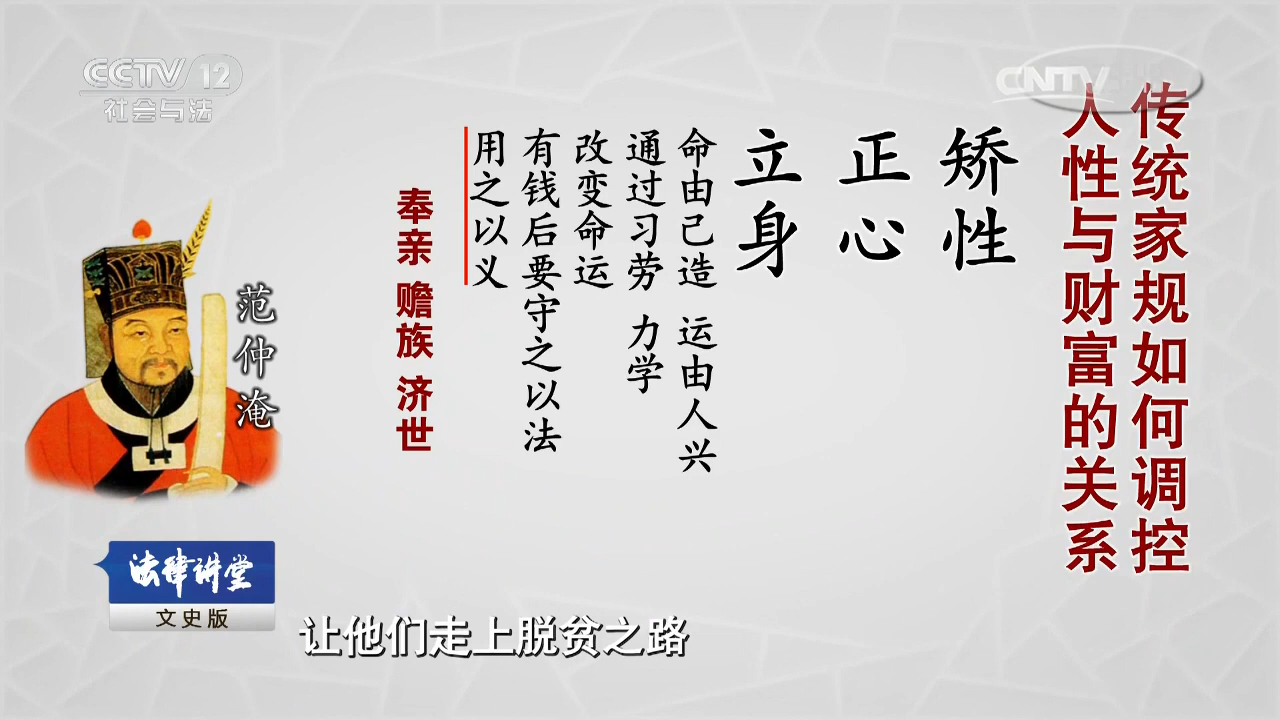 CCTV 12
社会与法
CNTV
传统家规如何调控
人性与财富的关系
矫性
正心
立身
命由己造 运由人兴
通过习劳 力学
改变命运
有钱后要守之以法
用之以义
奉亲 赡族 济世
范仲淹
法律讲堂
文史版
让他们走上脱贫之路